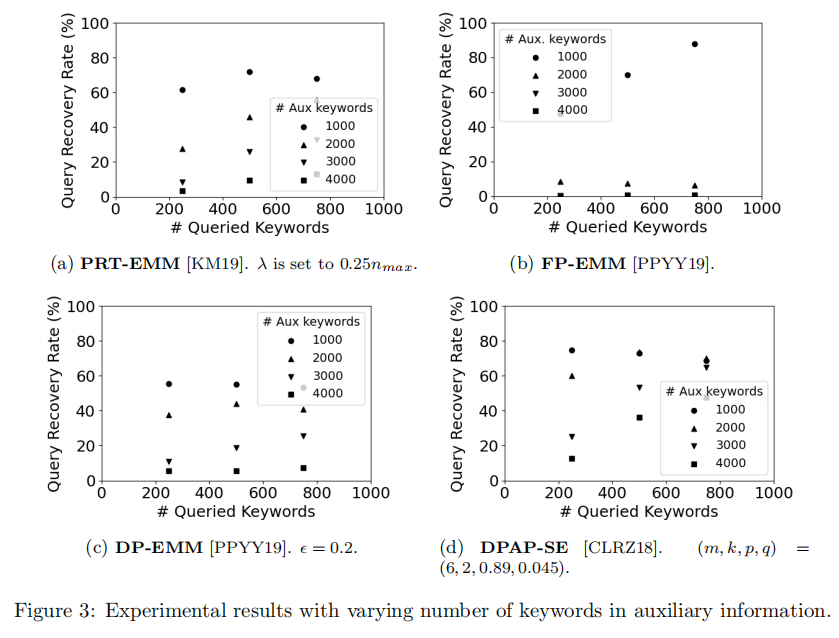 Query Recovery Rate (%)
100
80
60
40
20
0
0 200 400 600 800 1000
# Queried Keywords
# Aux keywords
1000
2000
3000
4000
(a) PRT-EMM [KM19]. λ is set to 0.25n_max.
Query Recovery Rate (%)
100
80
60
40
20
0
0 200 400 600 800 1000
# Queried Keywords
# Aux. keywords
1000
2000
3000
4000
(b) FP-EMM [PPYY19].
Query Recovery Rate (%)
100
80
60
40
20
0
0 200 400 600 800 1000
# Queried Keywords
# Aux keywords
1000
2000
3000
4000
(c) DP-EMM [PPYY19]. ϵ = 0.2.
Query Recovery Rate (%)
100
80
60
40
20
0
0 200 400 600 800 1000
# Queried Keywords
# Aux keywords
1000
2000
3000
4000
(d) DPAP-SE [CLRZ18]. (m, k, p, q) =
(6, 2, 0.89, 0.045).
Figure 3: Experimental results with varying number of keywords in auxiliary information.